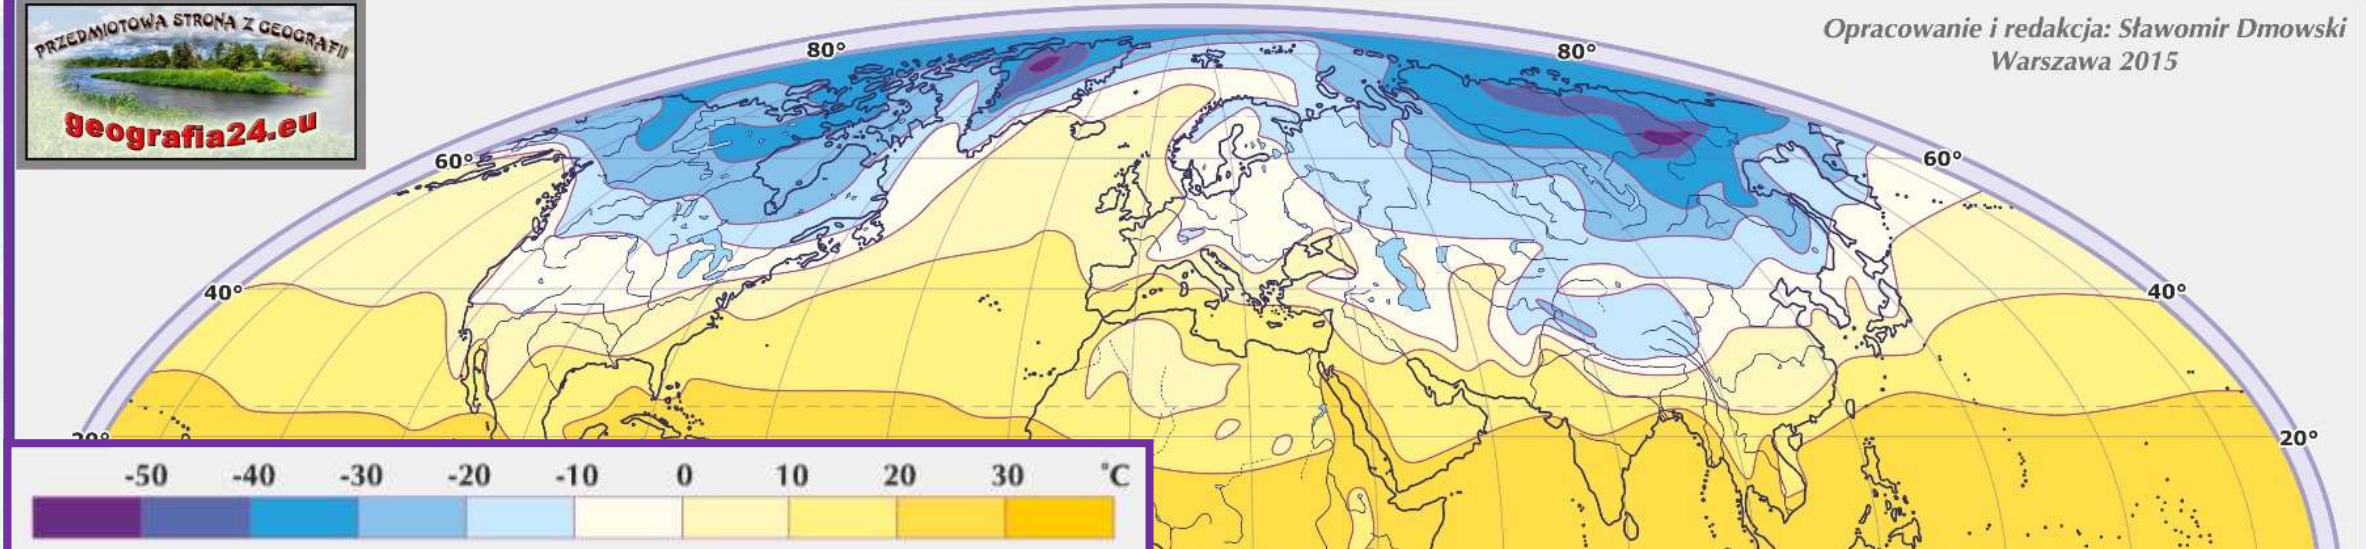 PRZEDMIOTOWA STRONA Z GEOGRAFII
geografia24.eu
Opracowanie i redakcja: Sławomir Dmowski
Warszawa 2015
80° 80°
60° 60°
40° 40°
20° 20°
-50 -40 -30 -20 -10 0 10 20 30 °C